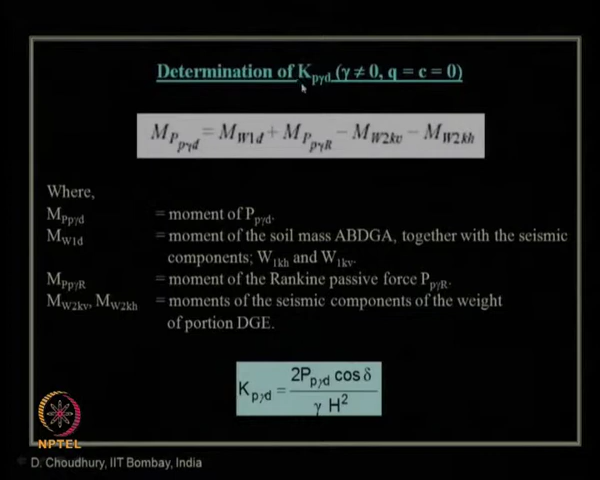 Determination of Kpγd (γ ≠ 0, q = c = 0)
MPpγd = MW1d + MPpγR − MW2kv − MW2kh
Where,
MPpγd = moment of Ppγd.
MW1d = moment of the soil mass ABDGA, together with the seismic
components; W1kh and W1kv.
MPpγR = moment of the Rankine passive force PpγR.
MW2kv, MW2kh = moments of the seismic components of the weight
of portion DGE.
Kpγd = 2Ppγd cos δ / γ H²
NPTEL
D. Choudhury, IIT Bombay, India